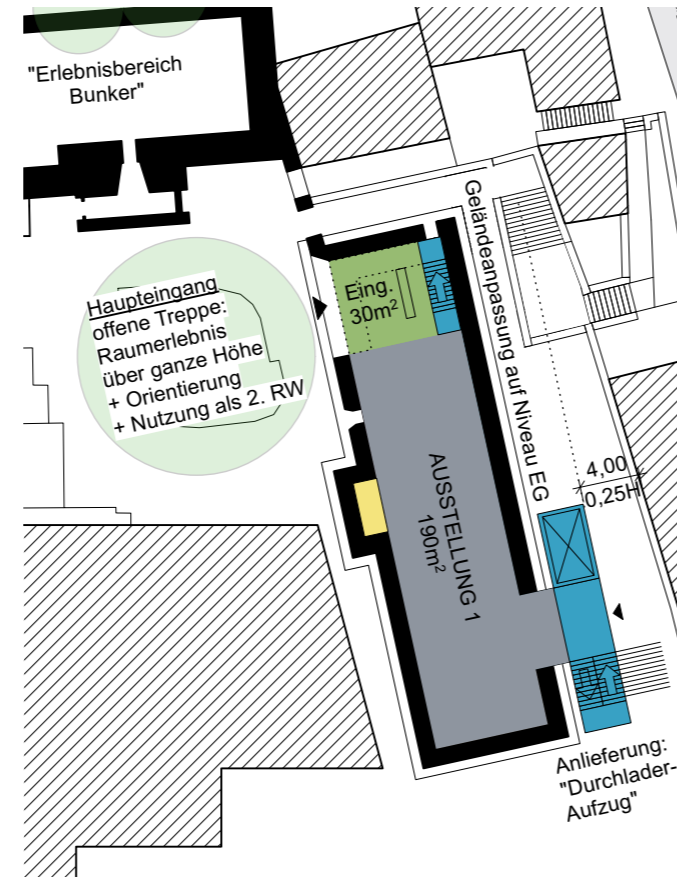 "Erlebnisbereich
Bunker"
Haupteingang
offene Treppe:
Raumerlebnis
über ganze Höhe
+ Orientierung
+ Nutzung als 2. RW
Eing.
30m²
Geländeanpassung auf Niveau EG
AUSSTELLUNG 1
190m²
4,00
0,25H
Anlieferung:
"Durchlader-
Aufzug"